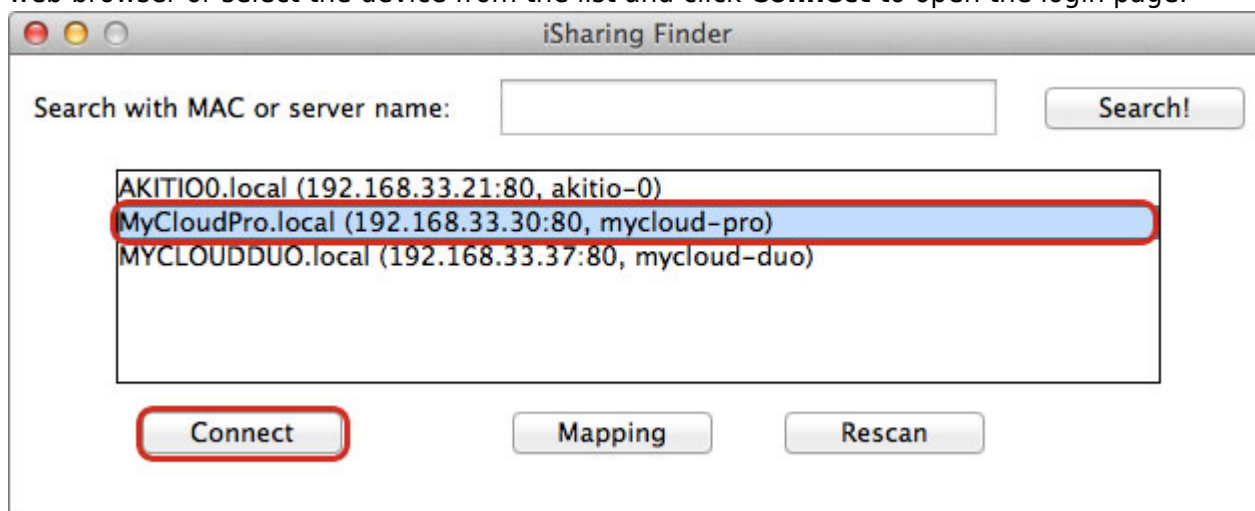 web browser or select the device from the list and click Connect to open the login page.
iSharing Finder
Search with MAC or server name:
Search!
AKITIO0.local (192.168.33.21:80, akitio-0)
MyCloudPro.local (192.168.33.30:80, mycloud-pro)
MYCLOUDDUO.local (192.168.33.37:80, mycloud-duo)
Connect Mapping Rescan